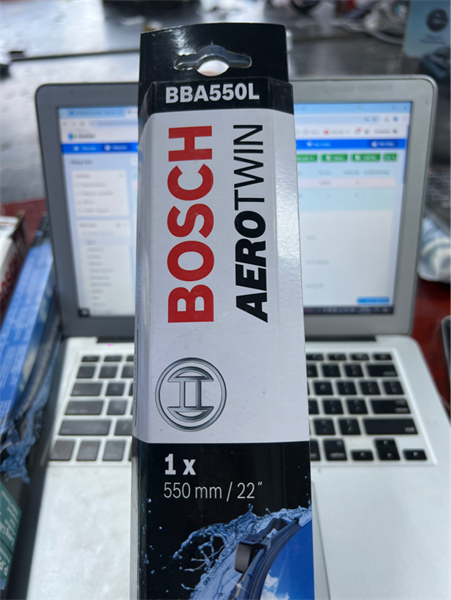 BBA550L
BOSCH
AEROTWIN
1 x
550 mm / 22"